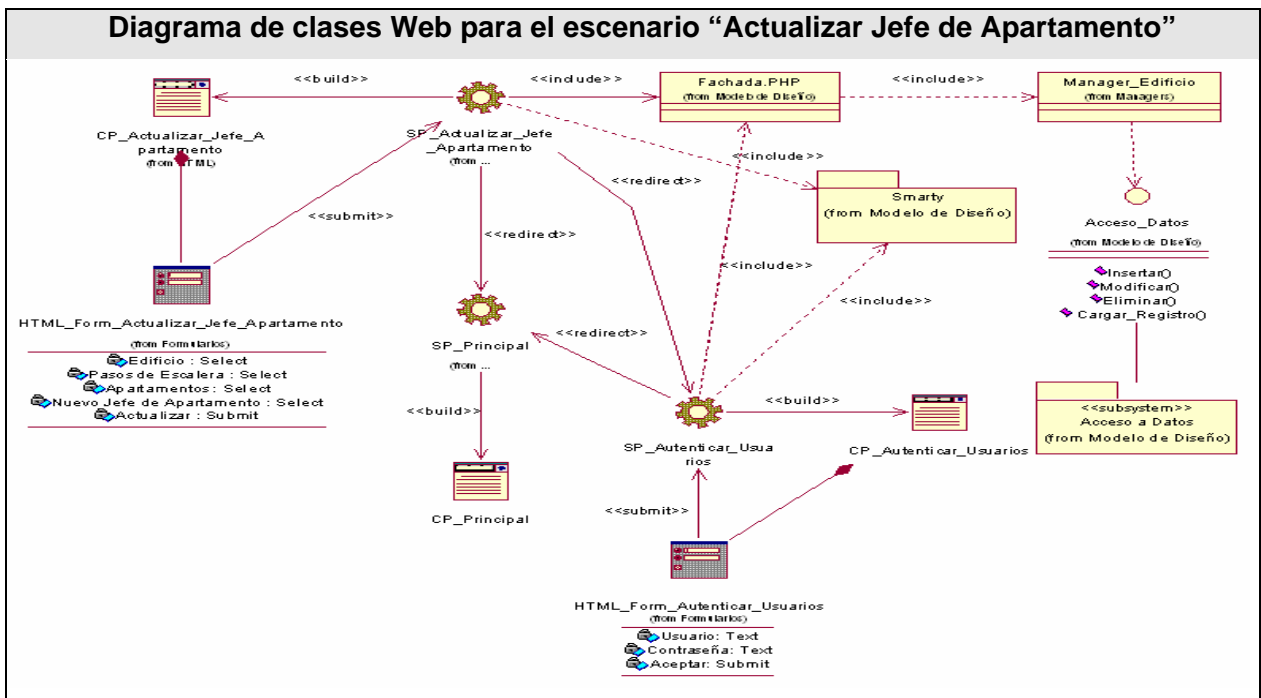 Diagrama de clases Web para el escenario “Actualizar Jefe de Apartamento”
<<build>>
<<include>>
Fachada.PHP
(from Modelo de Diseño)
<<include>>
Manager_Edificio
(from Managers)
CP_Actualizar_Jefe_A
partamento
(from HTML)
SP_Actualizar_Jefe
_Apartamento
(from ...
<<include>>
<<redirect>>
Smarty
(from Modelo de Diseño)
<<submit>>
Acceso_Datos
(from Modelo de Diseño)
<<redirect>>
<<include>>
Insertar()
Modificar()
Eliminar()
Cargar_Registro()
<<include>>
HTML_Form_Actualizar_Jefe_Apartamento
(from Formularios)
Edificio : Select
Pasos de Escalera : Select
Apartamentos : Select
Nuevo Jefe de Apartamento : Select
Actualizar : Submit
SP_Principal
(from ...
<<redirect>>
<<build>>
<<build>>
<<subsystem>>
Acceso a Datos
(from Modelo de Diseño)
SP_Autenticar_Usua
rios
CP_Autenticar_Usuarios
CP_Principal
<<submit>>
HTML_Form_Autenticar_Usuarios
(from Formularios)
Usuario: Text
Contraseña: Text
Aceptar: Submit